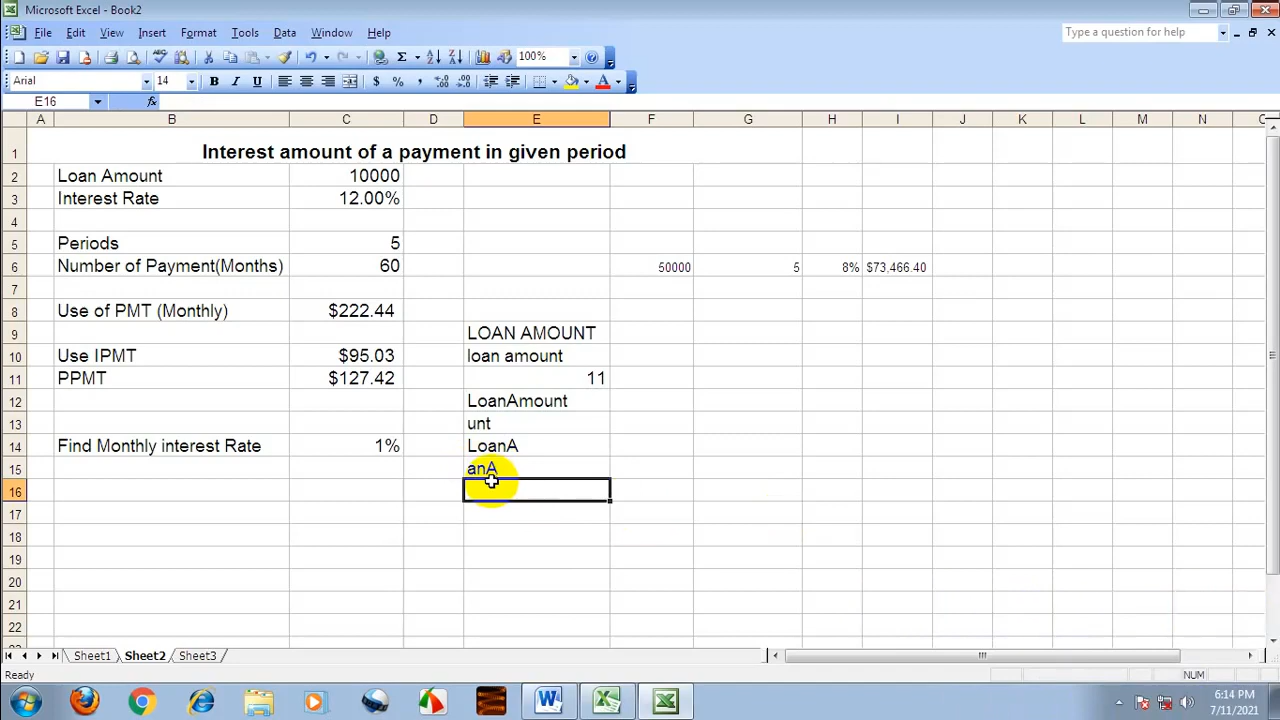 Microsoft Excel - Book2
File Edit View Insert Format Tools Data Window Help Type a question for help
100%
Arial 14 B I U $ % ,
E16 fx
A B C D E F G H I J K L M N
1 Interest amount of a payment in given period
2 Loan Amount 10000
3 Interest Rate 12.00%
4
5 Periods 5
6 Number of Payment(Months) 60 50000 5 8% $73,466.40
7
8 Use of PMT (Monthly) $222.44
9 LOAN AMOUNT
10 Use IPMT $95.03 loan amount
11 PPMT $127.42 11
12 LoanAmount
13 unt
14 Find Monthly interest Rate 1% LoanA
15 anA
16
17
18
19
20
21
22
Sheet1 Sheet2 Sheet3
Ready NUM
6:14 PM
7/11/2021